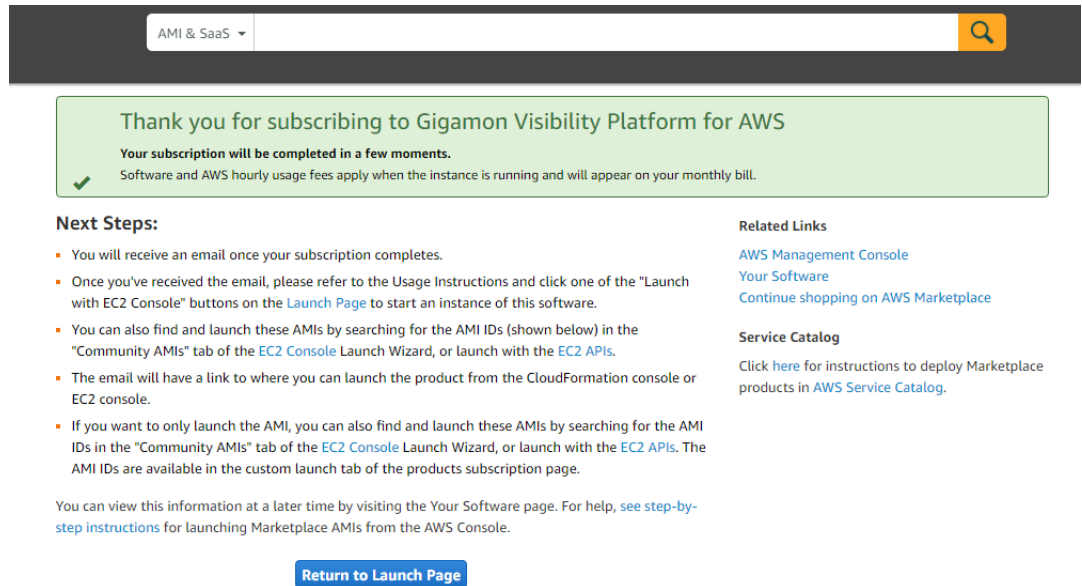 AMI & SaaS
Thank you for subscribing to Gigamon Visibility Platform for AWS
Your subscription will be completed in a few moments.
Software and AWS hourly usage fees apply when the instance is running and will appear on your monthly bill.
Next Steps:
You will receive an email once your subscription completes.
Once you've received the email, please refer to the Usage Instructions and click one of the "Launch
with EC2 Console" buttons on the Launch Page to start an instance of this software.
You can also find and launch these AMIs by searching for the AMI IDs (shown below) in the
"Community AMIs" tab of the EC2 Console Launch Wizard, or launch with the EC2 APIs.
The email will have a link to where you can launch the product from the CloudFormation console or
EC2 console.
If you want to only launch the AMI, you can also find and launch these AMIs by searching for the AMI
IDs in the "Community AMIs" tab of the EC2 Console Launch Wizard, or launch with the EC2 APIs. The
AMI IDs are available in the custom launch tab of the products subscription page.
You can view this information at a later time by visiting the Your Software page. For help, see step-by-
step instructions for launching Marketplace AMIs from the AWS Console.
Return to Launch Page
Related Links
AWS Management Console
Your Software
Continue shopping on AWS Marketplace
Service Catalog
Click here for instructions to deploy Marketplace
products in AWS Service Catalog.